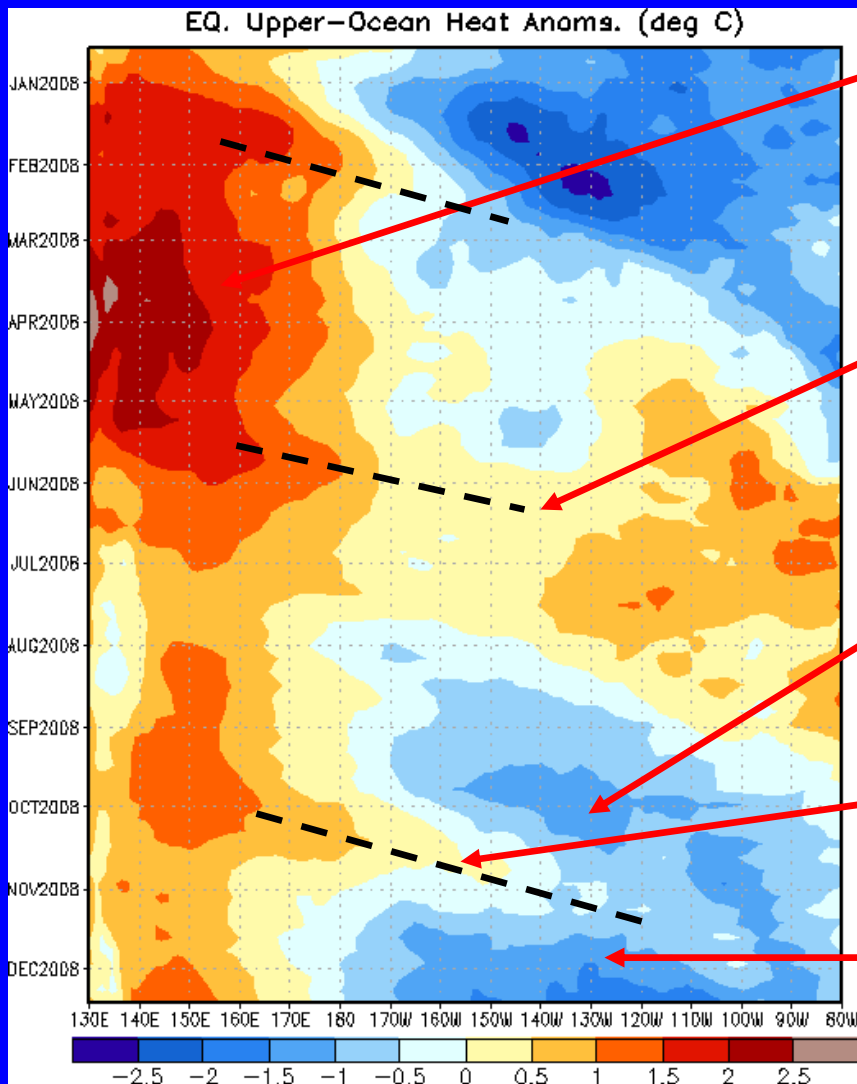 EQ. Upper-Ocean Heat Anoms. (deg C)
JAN2008
FEB2008
MAR2008
APR2008
MAY2008
JUN2008
JUL2008
AUG2008
SEP2008
OCT2008
NOV2008
DEC2008
130E 140E 150E 160E 170E 180 170W 160W 150W 140W 130W 120W 110W 100W 90W 80W
-2.5 -2 -1.5 -1 -0.5 0 0.5 1 1.5 2 2.5